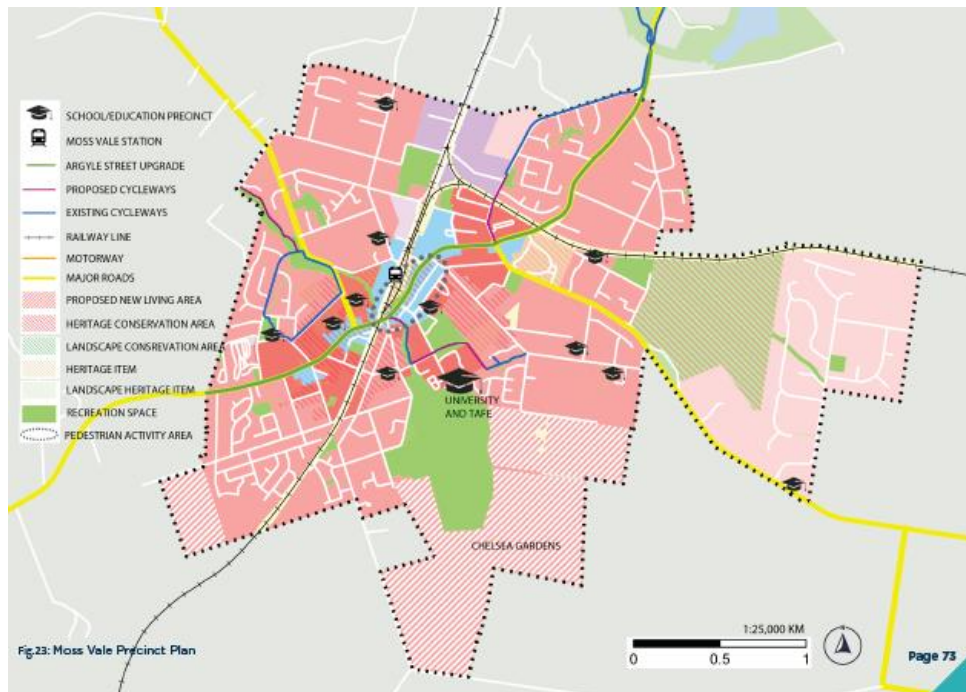 SCHOOL/EDUCATION PRECINCT
MOSS VALE STATION
ARGYLE STREET UPGRADE
PROPOSED CYCLEWAYS
EXISTING CYCLEWAYS
RAILWAY LINE
MOTORWAY
MAJOR ROADS
PROPOSED NEW LIVING AREA
HERITAGE CONSERVATION AREA
LANDSCAPE CONSREVATION AREA
HERITAGE ITEM
LANDSCAPE HERITAGE ITEM
RECREATION SPACE
PEDESTRIAN ACTIVITY AREA
UNIVERSITY
AND TAFE
CHELSEA GARDENS
1:25,000 KM
0 0.5 1
Fig.23: Moss Vale Precinct Plan
Page 73